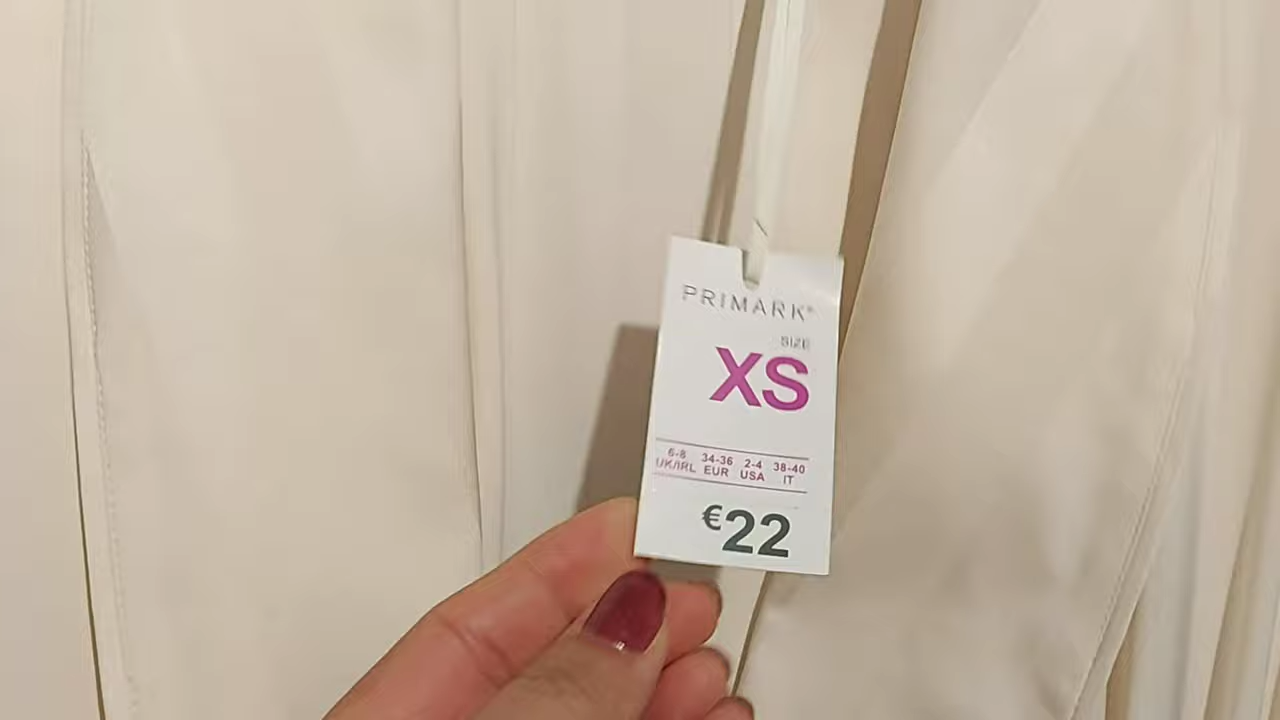 PRIMARK®
SIZE
XS
6-8 34-36 2-4 38-40
UK/IRL EUR USA IT
€22